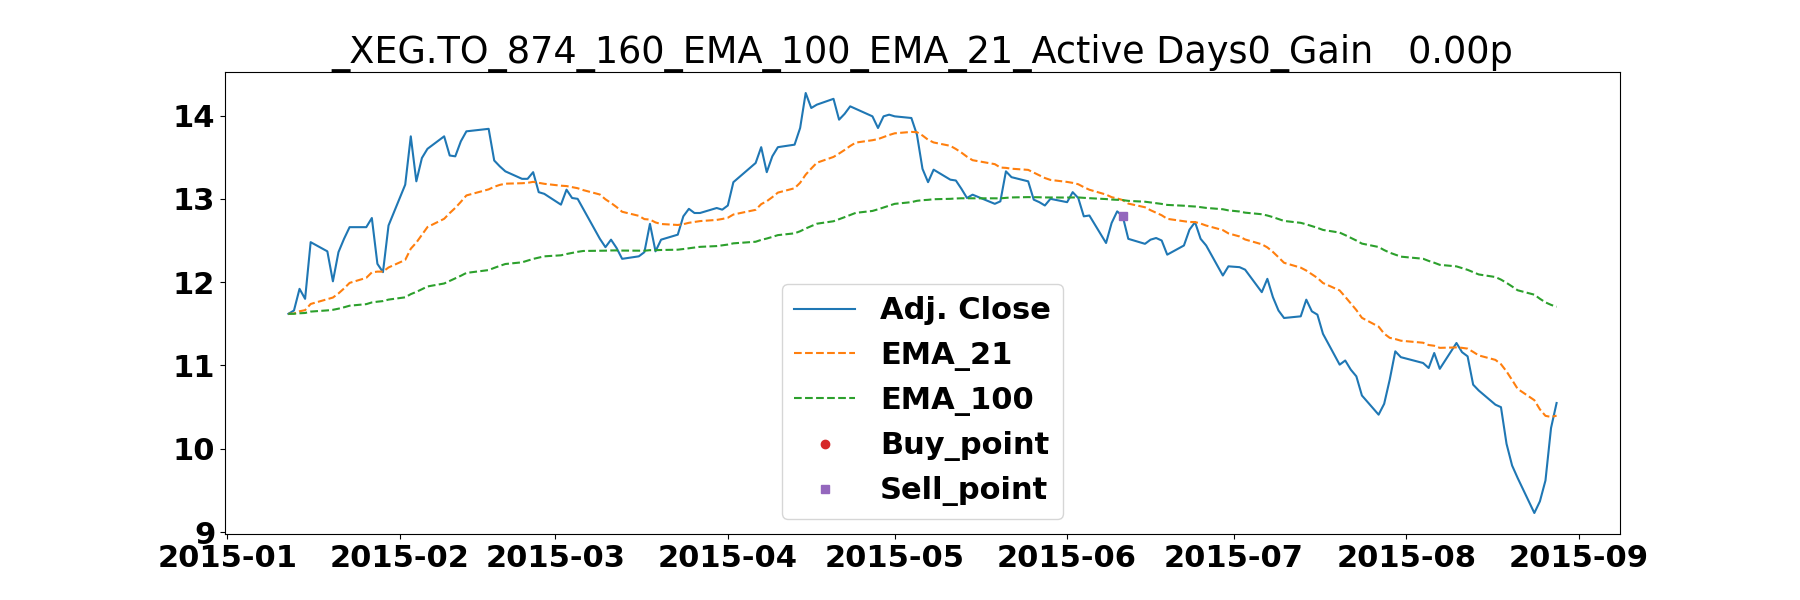 _XEG.TO_874_160_EMA_100_EMA_21_Active Days0_Gain   0.00p
14
13
12
11
10
9
Adj. Close
EMA_21
EMA_100
Buy_point
Sell_point
2015-01 2015-02 2015-03 2015-04 2015-05 2015-06 2015-07 2015-08 2015-09